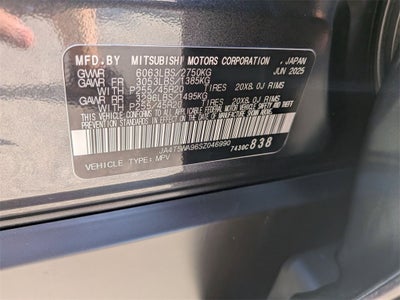 MFD.BY MITSUBISHI MOTORS CORPORATION , JAPAN
GVWR 6063LBS/2750KG JUN 2025
GAWR FR 3053LBS/1385KG
WITH P255/45R20 TIRES 20X8.0J RIMS
GAWR RR 3296LBS/1495KG
WITH P255/45R20 TIRES 20X8.0J RIMS
THIS VEHICLE CONFORMS TO ALL APPLICABLE FEDERAL MOTOR VEHICLE SAFETY AND THEFT
PREVENTION STANDARDS IN EFFECT ON THE DATE OF MANUFACTURE SHOWN ABOVE.
JA4T5WA96SZ046990 7438C 838
VEHICLE TYPE: MPV